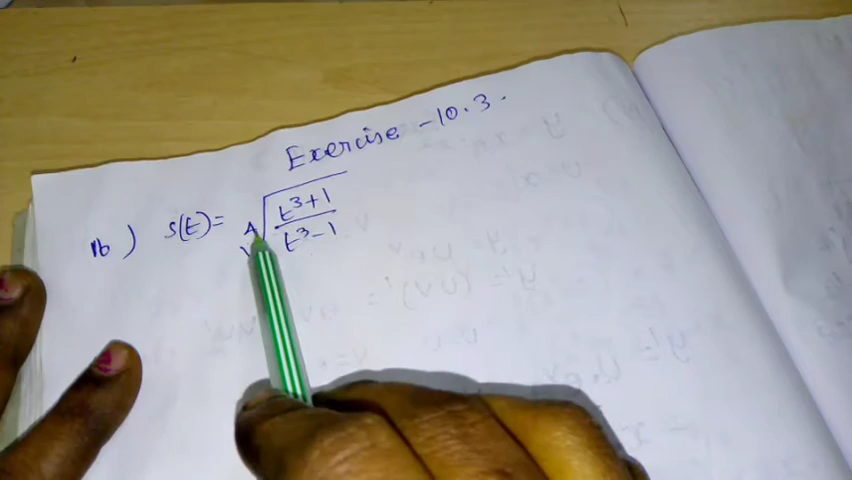 Exercise - 10.3.
16) s(t) = ∜((t³+1)/(t³-1))